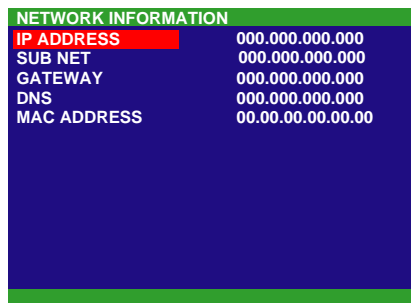 NETWORK INFORMATION
IP ADDRESS 000.000.000.000
SUB NET 000.000.000.000
GATEWAY 000.000.000.000
DNS 000.000.000.000
MAC ADDRESS 00.00.00.00.00.00